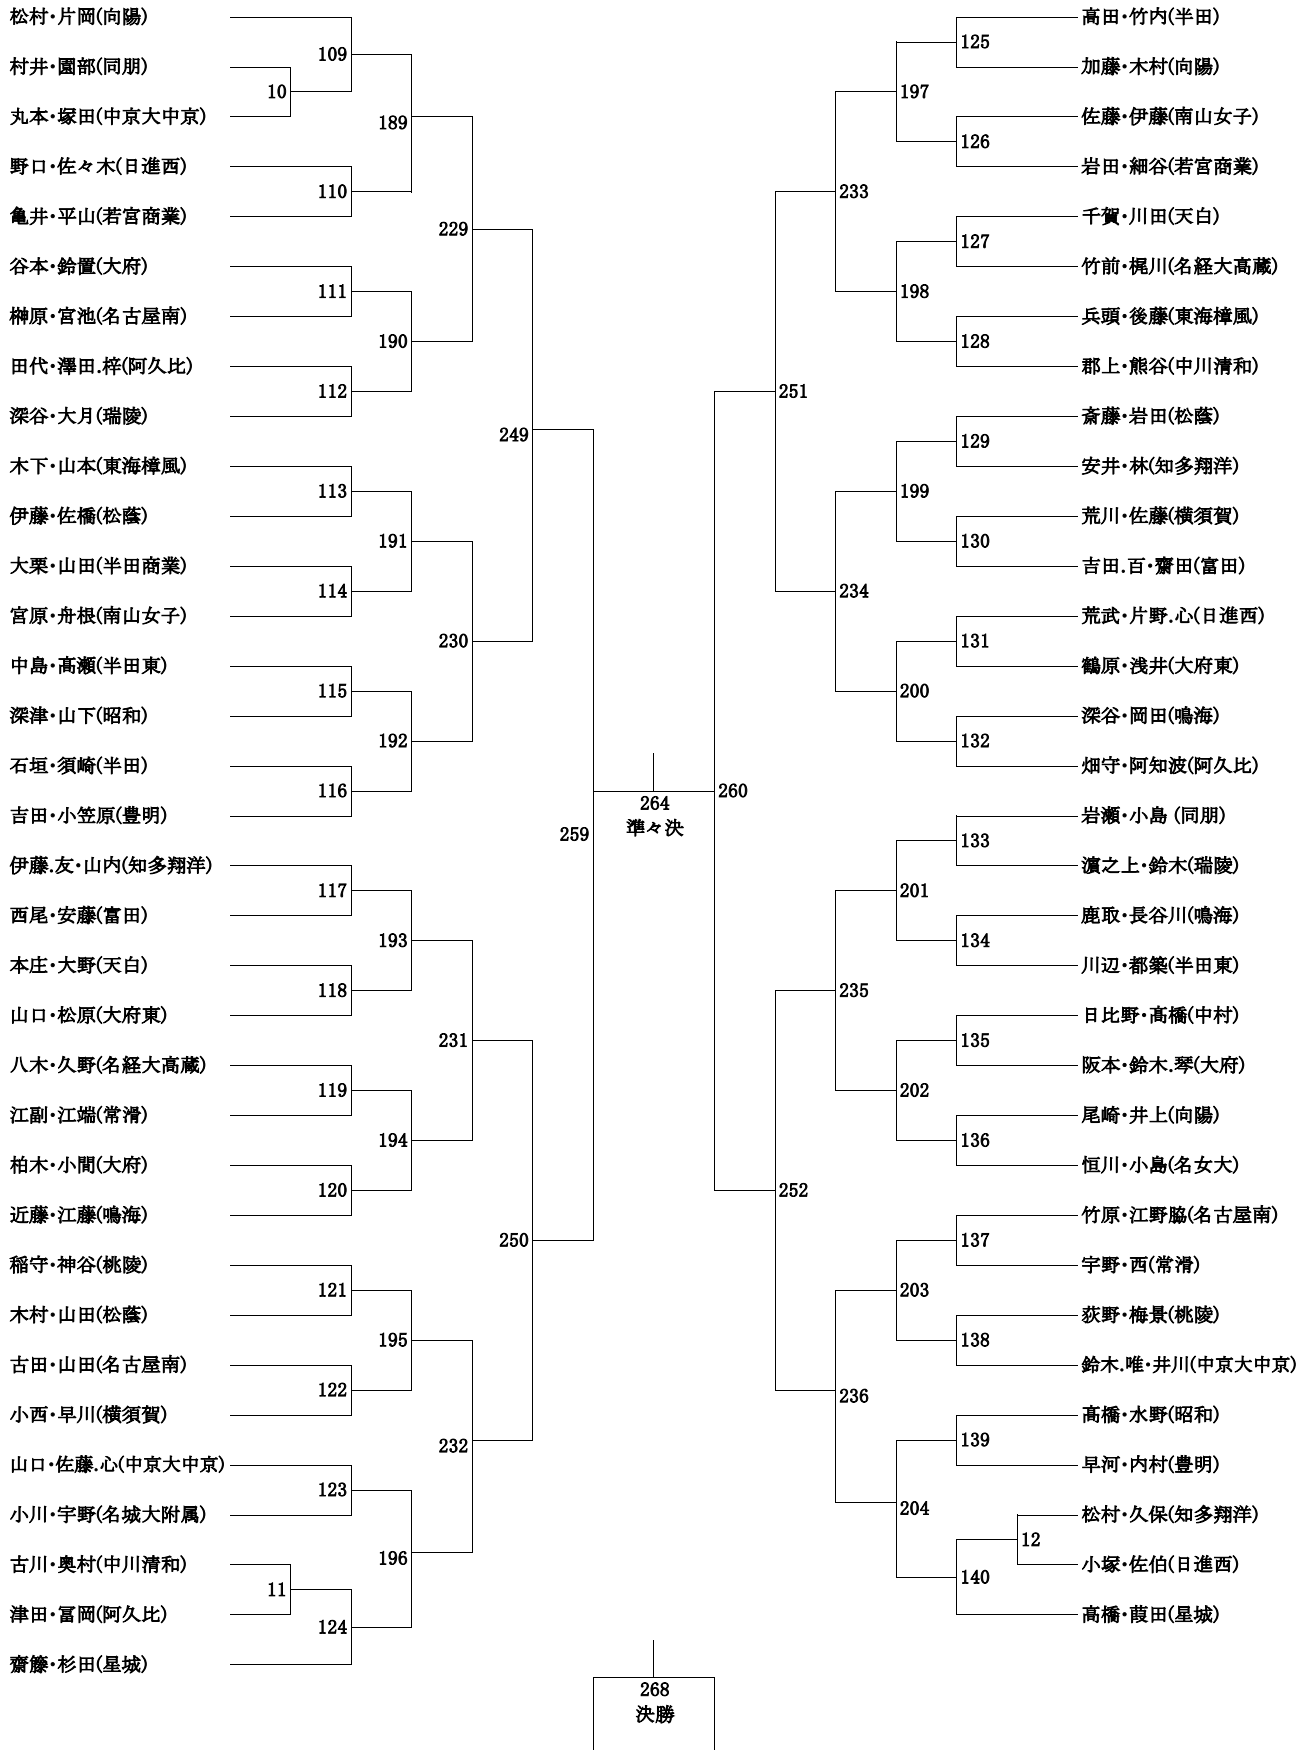 松村・片岡(向陽)
109
村井・園部(同朋)
10
丸本・塚田(中京大中京)
189
野口・佐々木(日進西)
110
亀井・平山(若宮商業)
229
谷本・鈴置(大府)
111
榊原・宮池(名古屋南)
190
田代・澤田.梓(阿久比)
112
深谷・大月(瑞陵)
249
木下・山本(東海樟風)
113
伊藤・佐橋(松蔭)
191
大栗・山田(半田商業)
114
宮原・舟根(南山女子)
230
中島・高瀬(半田東)
115
深津・山下(昭和)
192
石垣・須崎(半田)
116
吉田・小笠原(豊明)
259
伊藤.友・山内(知多翔洋)
117
西尾・安藤(富田)
193
本庄・大野(天白)
118
山口・松原(大府東)
231
八木・久野(名経大高蔵)
119
江副・江端(常滑)
194
柏木・小間(大府)
120
近藤・江藤(鳴海)
250
稲守・神谷(桃陵)
121
木村・山田(松蔭)
195
古田・山田(名古屋南)
122
小西・早川(横須賀)
232
山口・佐藤.心(中京大中京)
123
小川・宇野(名城大附属)
196
古川・奥村(中川清和)
11
津田・冨岡(阿久比)
124
齋籐・杉田(星城)
264
準々決
268
決勝
高田・竹内(半田)
125
加藤・木村(向陽)
197
佐藤・伊藤(南山女子)
126
岩田・細谷(若宮商業)
233
千賀・川田(天白)
127
竹前・梶川(名経大高蔵)
198
兵頭・後藤(東海樟風)
128
郡上・熊谷(中川清和)
251
斎藤・岩田(松蔭)
129
安井・林(知多翔洋)
199
荒川・佐藤(横須賀)
130
吉田.百・齋田(富田)
234
荒武・片野.心(日進西)
131
鶴原・浅井(大府東)
200
深谷・岡田(鳴海)
132
畑守・阿知波(阿久比)
260
岩瀬・小島 (同朋)
133
濵之上・鈴木(瑞陵)
201
鹿取・長谷川(鳴海)
134
川辺・都築(半田東)
235
日比野・高橋(中村)
135
阪本・鈴木.琴(大府)
202
尾崎・井上(向陽)
136
恒川・小島(名女大)
252
竹原・江野脇(名古屋南)
137
宇野・西(常滑)
203
荻野・梅景(桃陵)
138
鈴木.唯・井川(中京大中京)
236
高橋・水野(昭和)
139
早河・内村(豊明)
204
松村・久保(知多翔洋)
12
小塚・佐伯(日進西)
140
高橋・葭田(星城)